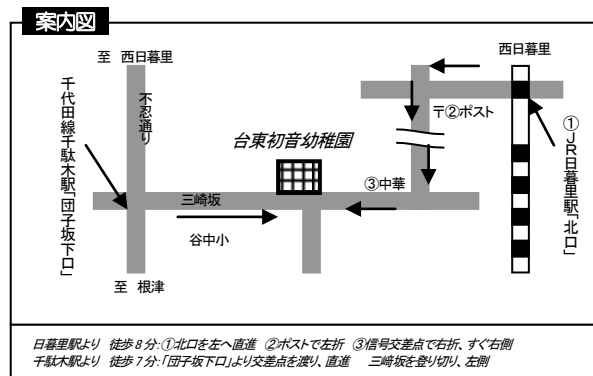 案内図
至 西日暮里
西日暮里
千代田線千駄木駅「団子坂下口」
不忍通り
〒②ポスト
①JR日暮里駅「北口」
台東初音幼稚園
③中華
三崎坂
谷中小
至 根津
日暮里駅より 徒歩8分:①北口を左へ直進 ②ポストで左折 ③信号交差点で右折、すぐ右側
千駄木駅より 徒歩7分:「団子坂下口」より交差点を渡り、直進 三崎坂を登り切り、左側